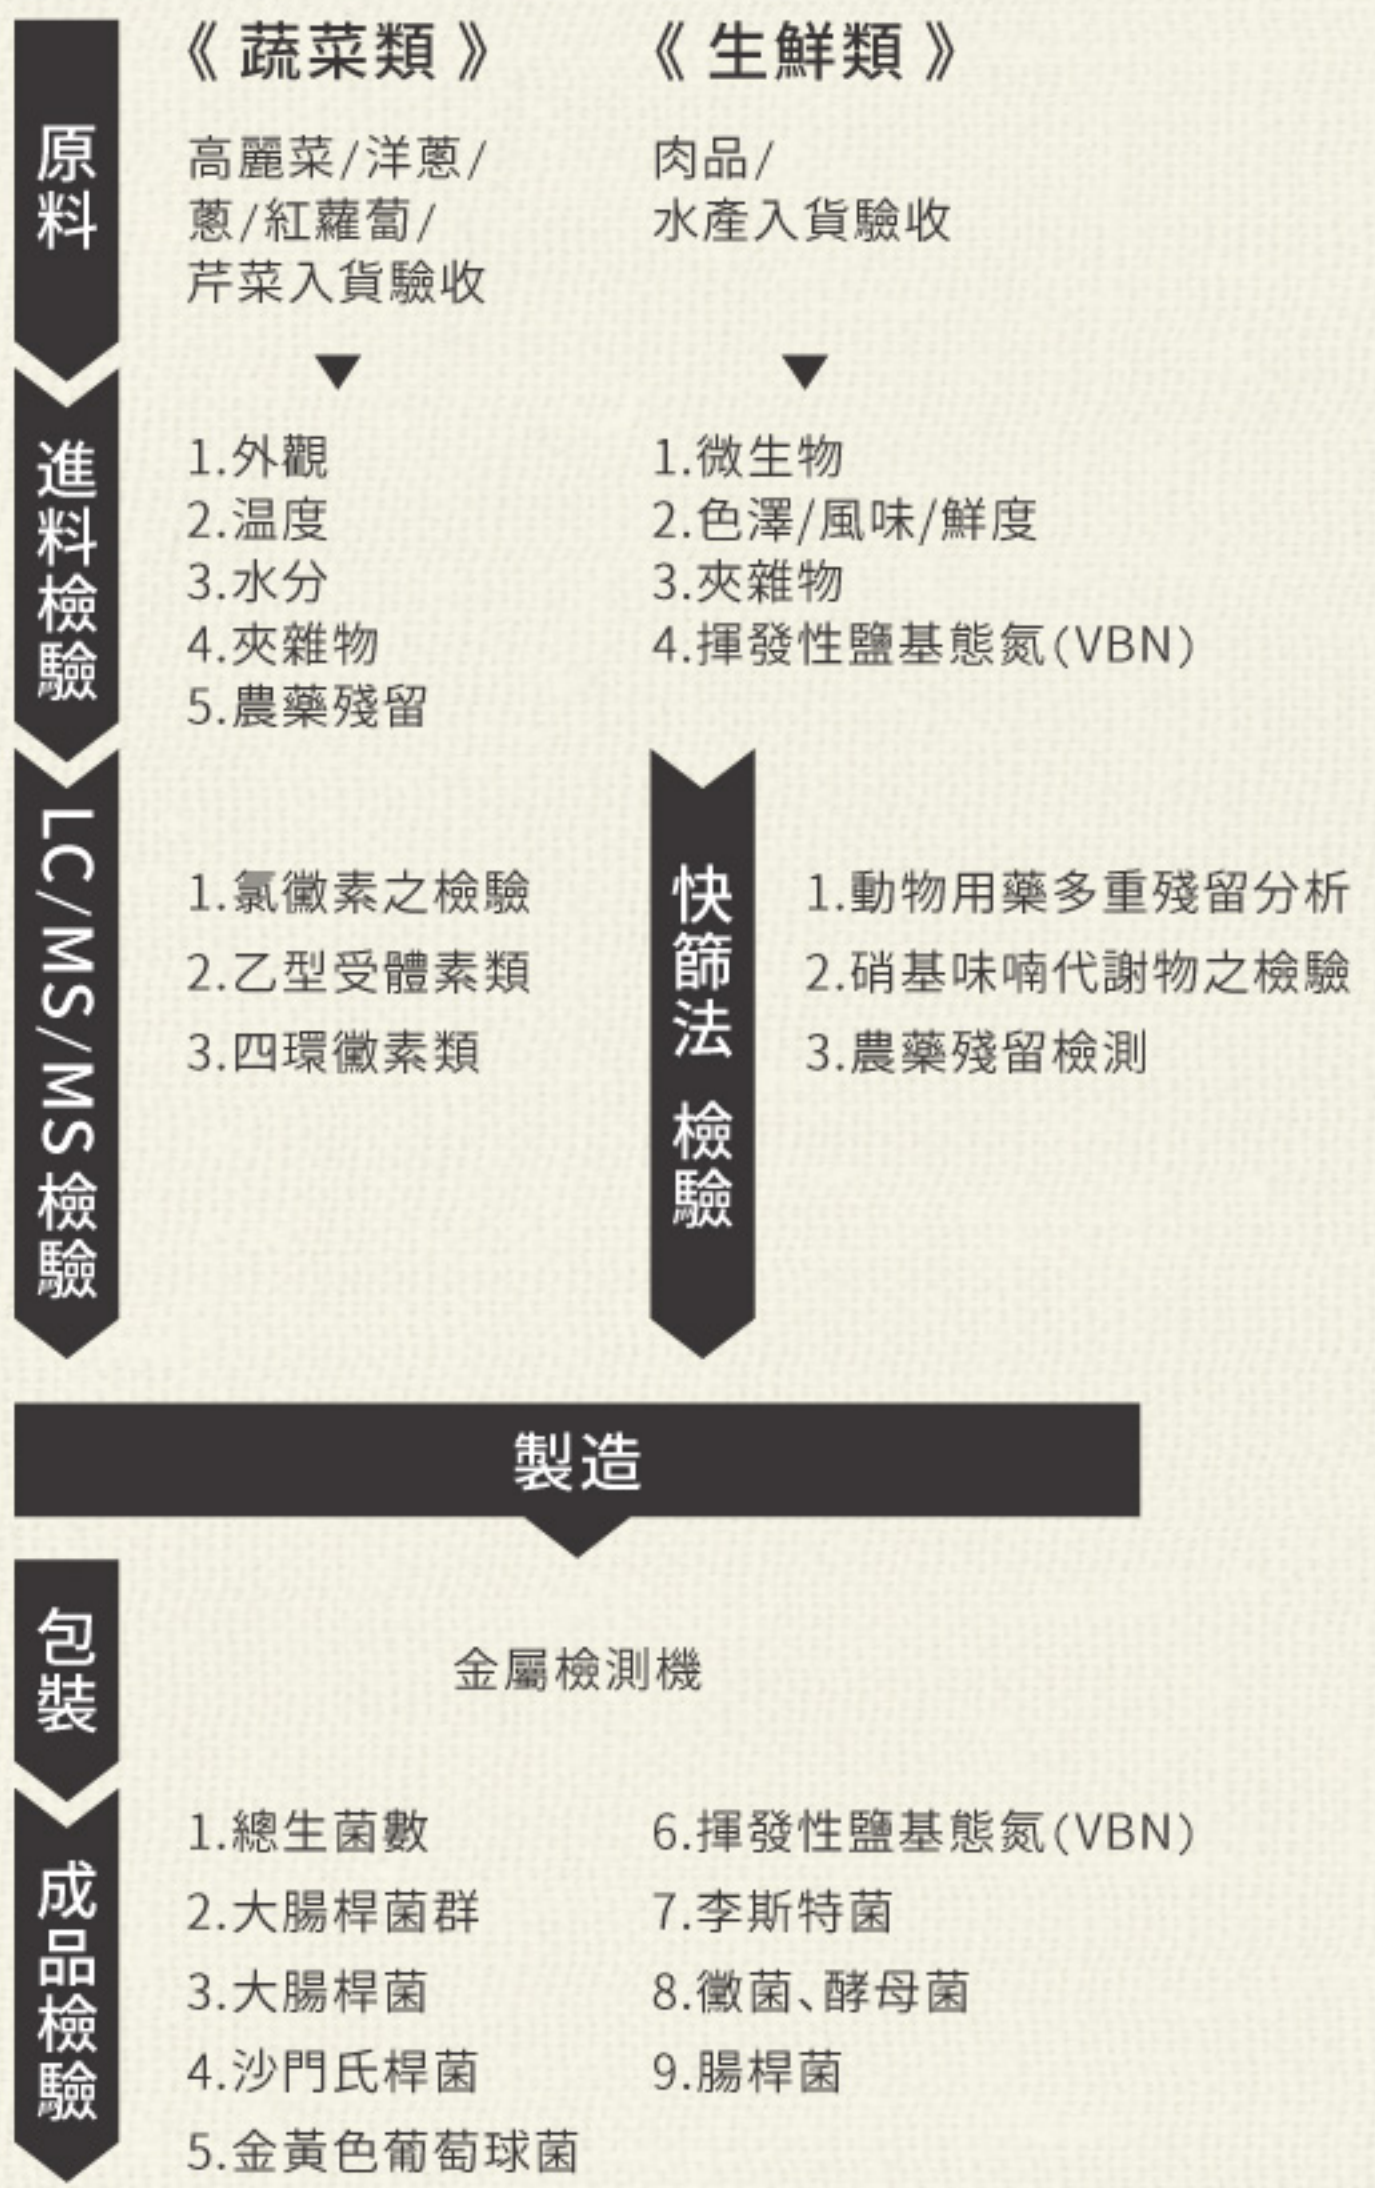 原料
《 蔬菜類 》
高麗菜/洋蔥/
蔥/紅蘿蔔/
芹菜入貨驗收
《 生鮮類 》
肉品/
水產入貨驗收
進料檢驗
1.外觀
2.温度
3.水分
4.夾雜物
5.農藥殘留
1.微生物
2.色澤/風味/鮮度
3.夾雜物
4.揮發性鹽基態氮(VBN)
LC/MS/MS檢驗
1.氯黴素之檢驗
2.乙型受體素類
3.四環黴素類
快篩法 檢驗
1.動物用藥多重殘留分析
2.硝基呋喃代謝物之檢驗
3.農藥殘留檢測
製造
包裝
金屬檢測機
成品檢驗
1.總生菌數
2.大腸桿菌群
3.大腸桿菌
4.沙門氏桿菌
5.金黃色葡萄球菌
6.揮發性鹽基態氮(VBN)
7.李斯特菌
8.黴菌、酵母菌
9.腸桿菌